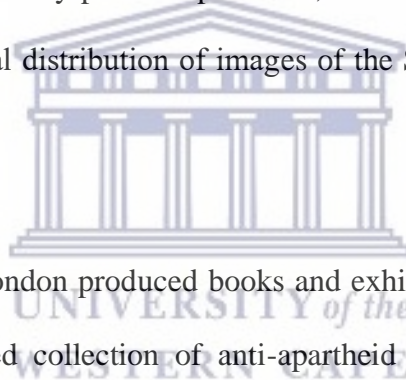 al distribution of images of the
ondon produced books and exhi
UNIVERSITY of the
ed collection of anti-apartheid
WESTERN CAPE